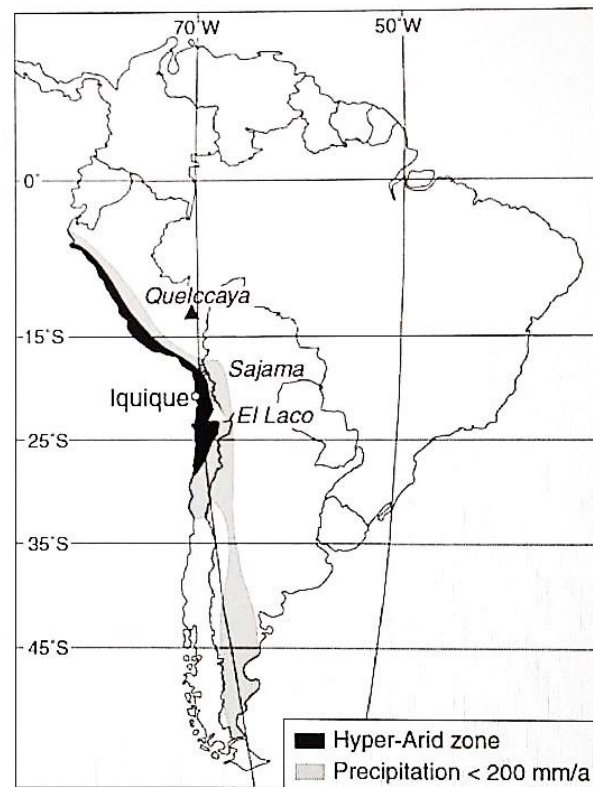 70°W 50°W
0°
Quelccaya
15°S
Sajama
Iquique
El Laco
25°S
35°S
45°S
Hyper-Arid zone
Precipitation < 200 mm/a